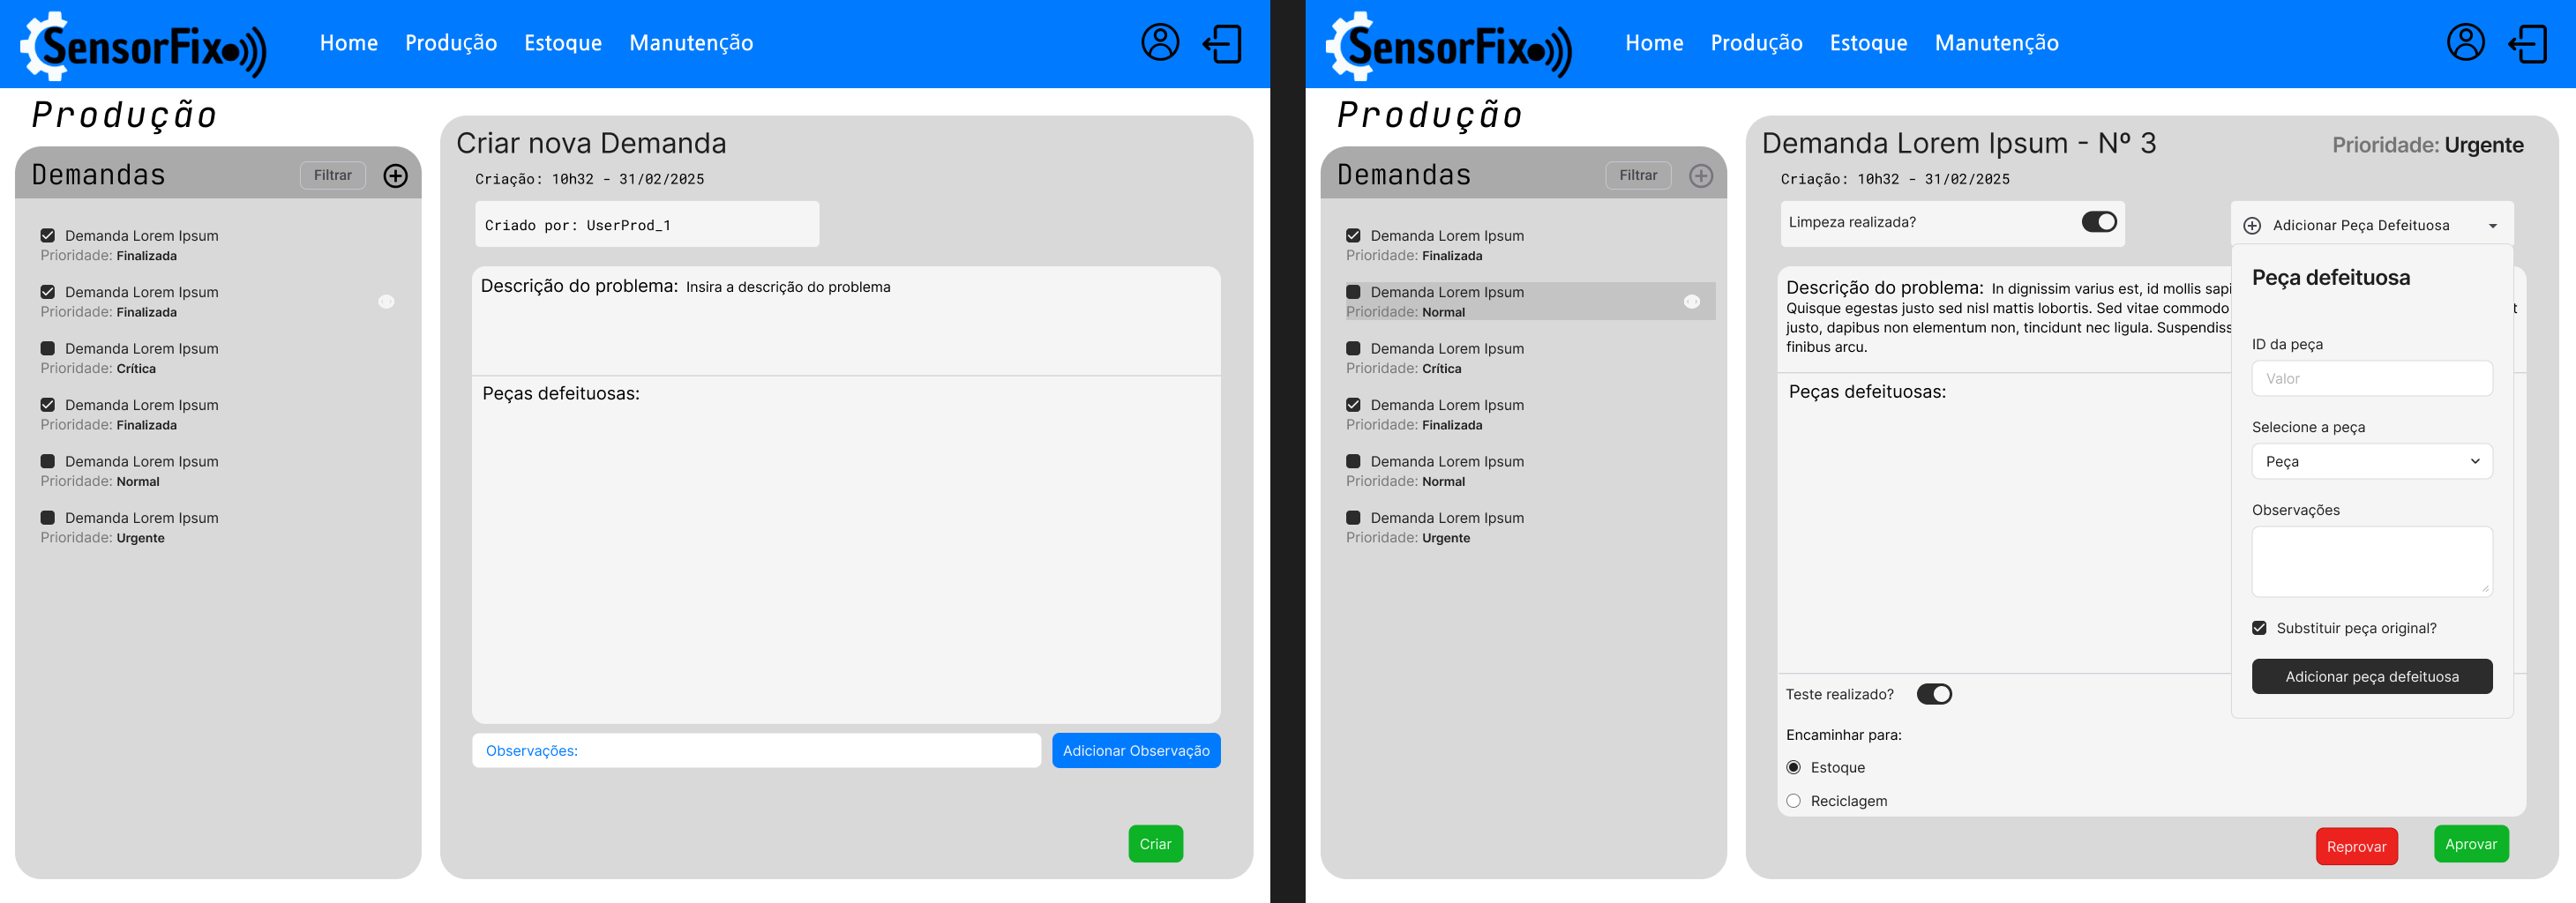 SensorFix
Home Produção Estoque Manutenção
Produção
Demandas
Filtrar
Demanda Lorem Ipsum
Prioridade: Finalizada
Demanda Lorem Ipsum
Prioridade: Finalizada
Demanda Lorem Ipsum
Prioridade: Crítica
Demanda Lorem Ipsum
Prioridade: Finalizada
Demanda Lorem Ipsum
Prioridade: Normal
Demanda Lorem Ipsum
Prioridade: Urgente
Criar nova Demanda
Criação: 10h32 - 31/02/2025
Criado por: UserProd_1
Descrição do problema: Insira a descrição do problema
Peças defeituosas:
Observações:
Adicionar Observação
Criar
SensorFix
Home Produção Estoque Manutenção
Produção
Demandas
Filtrar
Demanda Lorem Ipsum
Prioridade: Finalizada
Demanda Lorem Ipsum
Prioridade: Normal
Demanda Lorem Ipsum
Prioridade: Crítica
Demanda Lorem Ipsum
Prioridade: Finalizada
Demanda Lorem Ipsum
Prioridade: Normal
Demanda Lorem Ipsum
Prioridade: Urgente
Demanda Lorem Ipsum - Nº 3
Prioridade: Urgente
Criação: 10h32 - 31/02/2025
Limpeza realizada?
Adicionar Peça Defeituosa
Descrição do problema: In dignissim varius est, id mollis sapi
Quisque egestas justo sed nisl mattis lobortis. Sed vitae commodo
justo, dapibus non elementum non, tincidunt nec ligula. Suspendiss
finibus arcu.
Peças defeituosas:
Peça defeituosa
ID da peça
Valor
Selecione a peça
Peça
Observações
Substituir peça original?
Adicionar peça defeituosa
Teste realizado?
Encaminhar para:
Estoque
Reciclagem
Reprovar
Aprovar